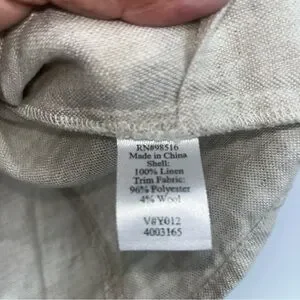 RN#98516
Made in China
Shell:
100% Linen
Trim Fabric:
96% Polyester
4% Wool
V8Y012
4003165